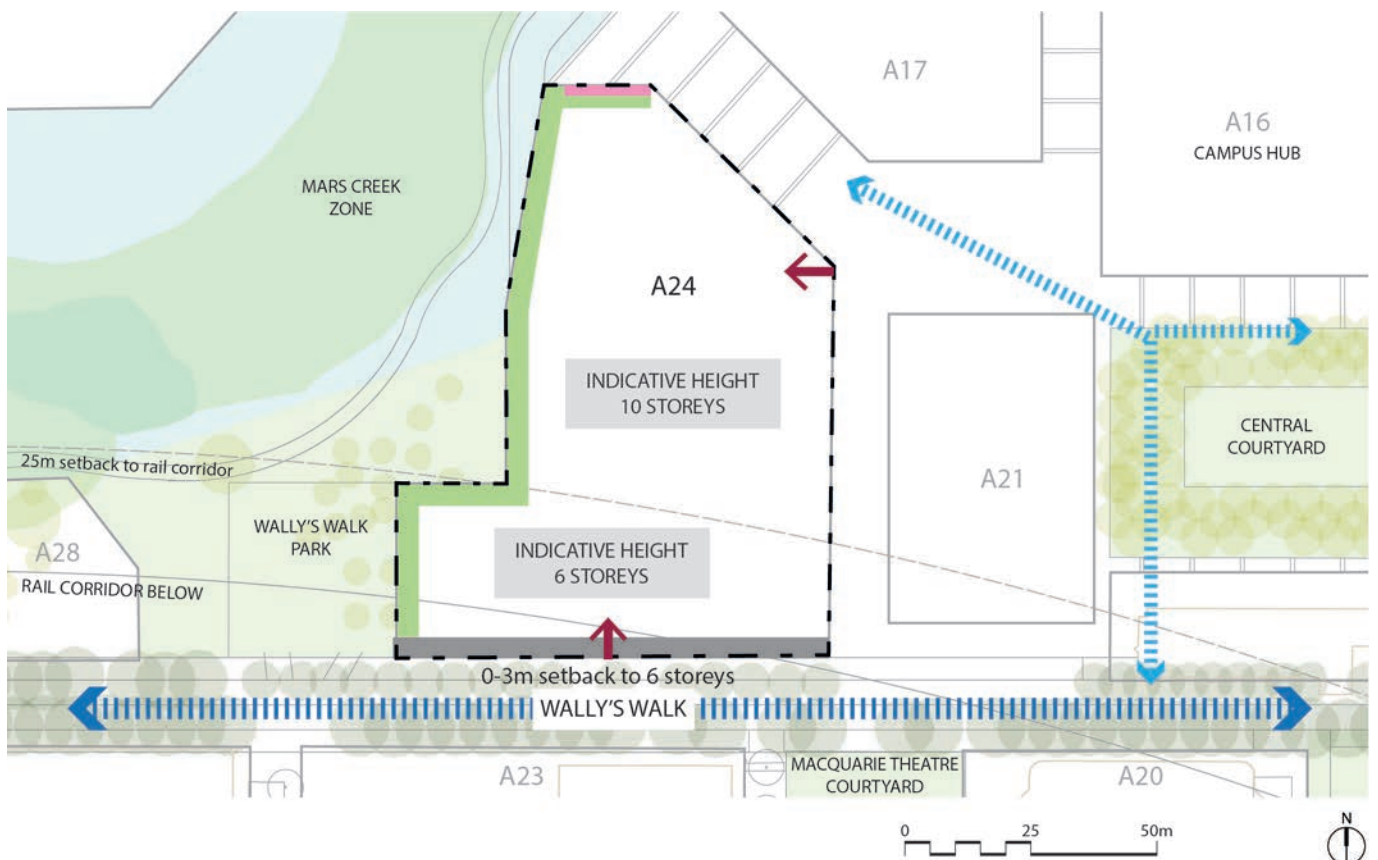 A17
A16
CAMPUS HUB
MARS CREEK
ZONE
A24
INDICATIVE HEIGHT
10 STOREYS
CENTRAL
COURTYARD
25m setback to rail corridor
A21
WALLY'S WALK
PARK
A28
INDICATIVE HEIGHT
6 STOREYS
RAIL CORRIDOR BELOW
0-3m setback to 6 storeys
WALLY'S WALK
A23
MACQUARIE THEATRE
COURTYARD
A20
0 25 50m
N